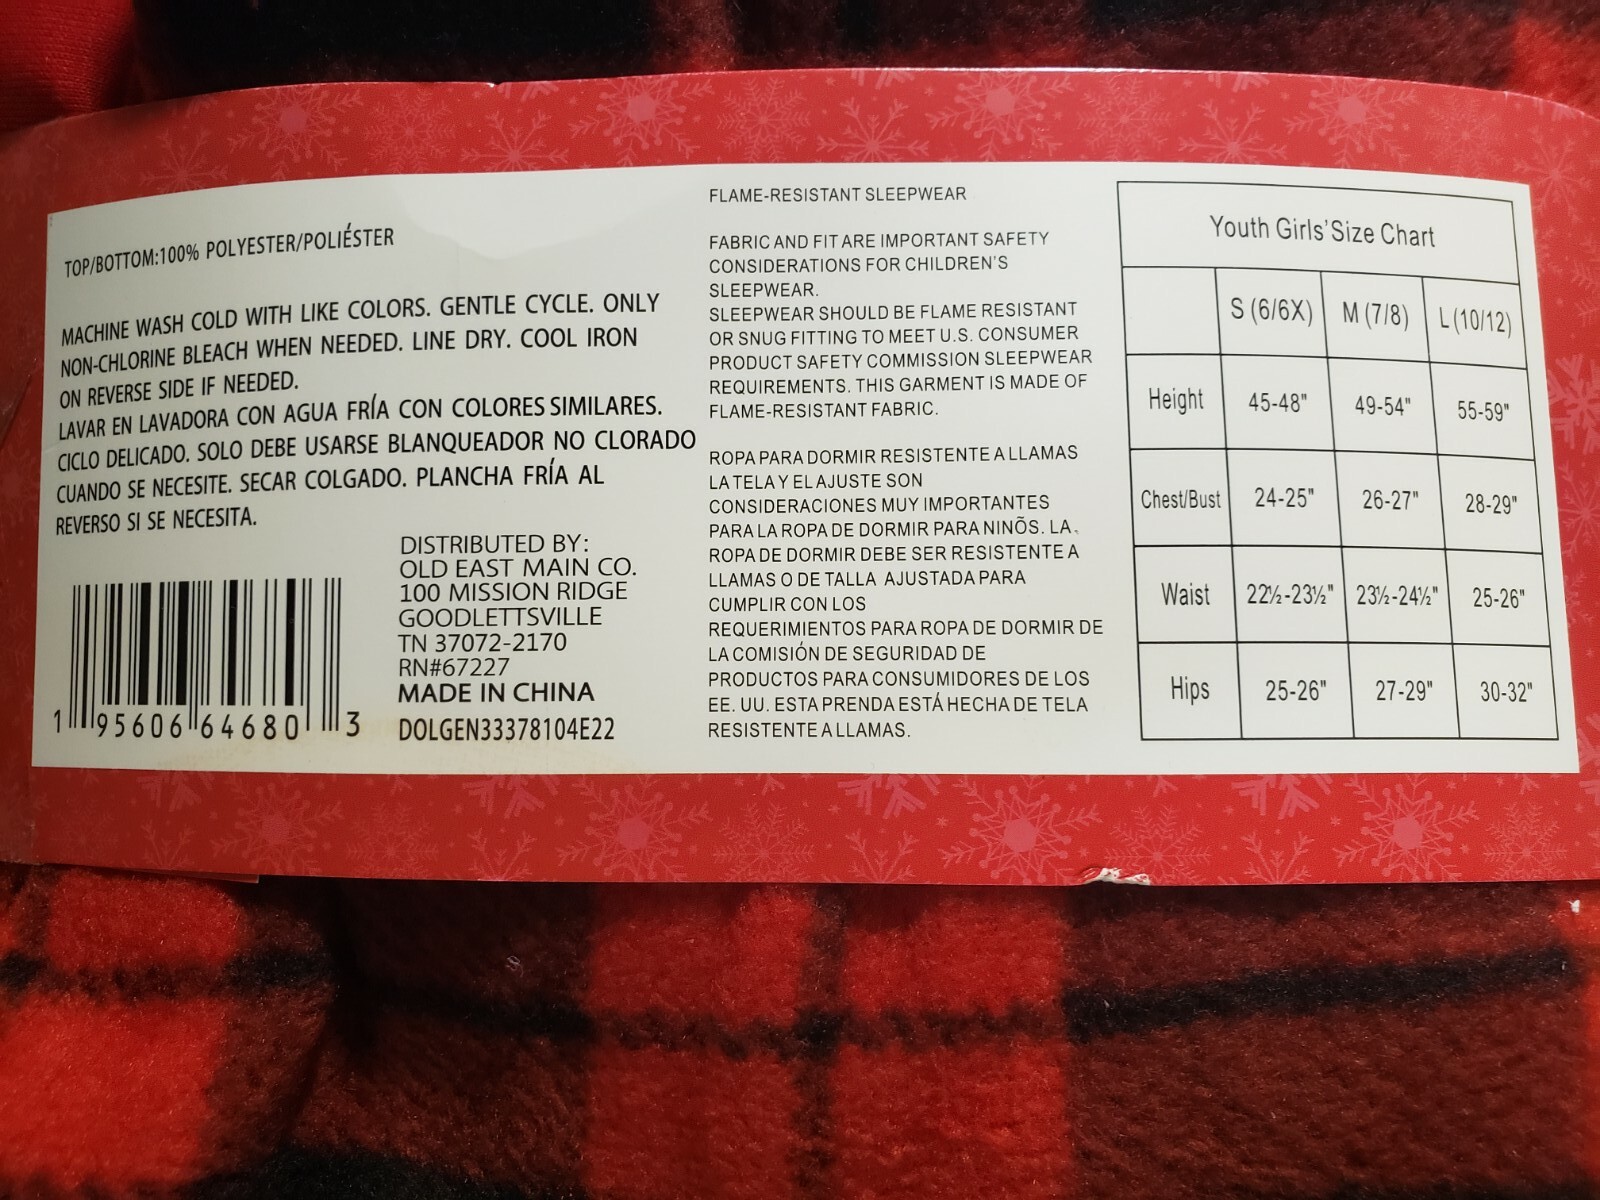 TOP/BOTTOM:100% POLYESTER/POLIÉSTER
MACHINE WASH COLD WITH LIKE COLORS. GENTLE CYCLE. ONLY
NON-CHLORINE BLEACH WHEN NEEDED. LINE DRY. COOL IRON
ON REVERSE SIDE IF NEEDED.
LAVAR EN LAVADORA CON AGUA FRÍA CON COLORES SIMILARES.
CICLO DELICADO. SOLO DEBE USARSE BLANQUEADOR NO CLORADO
CUANDO SE NECESITE. SECAR COLGADO. PLANCHA FRÍA AL
REVERSO SI SE NECESITA.
1 95606 64680 3
DISTRIBUTED BY:
OLD EAST MAIN CO.
100 MISSION RIDGE
GOODLETTSVILLE
TN 37072-2170
RN#67227
MADE IN CHINA
DOLGEN33378104E22
FLAME-RESISTANT SLEEPWEAR
FABRIC AND FIT ARE IMPORTANT SAFETY
CONSIDERATIONS FOR CHILDREN'S
SLEEPWEAR.
SLEEPWEAR SHOULD BE FLAME RESISTANT
OR SNUG FITTING TO MEET U.S. CONSUMER
PRODUCT SAFETY COMMISSION SLEEPWEAR
REQUIREMENTS. THIS GARMENT IS MADE OF
FLAME-RESISTANT FABRIC.
ROPA PARA DORMIR RESISTENTE A LLAMAS
LA TELA Y EL AJUSTE SON
CONSIDERACIONES MUY IMPORTANTES
PARA LA ROPA DE DORMIR PARA NINÕS. LA
ROPA DE DORMIR DEBE SER RESISTENTE A
LLAMAS O DE TALLA AJUSTADA PARA
CUMPLIR CON LOS
REQUERIMIENTOS PARA ROPA DE DORMIR DE
LA COMISIÓN DE SEGURIDAD DE
PRODUCTOS PARA CONSUMIDORES DE LOS
EE. UU. ESTA PRENDA ESTÁ HECHA DE TELA
RESISTENTE A LLAMAS.
Youth Girls' Size Chart
S (6/6X) M (7/8) L (10/12)
Height 45-48" 49-54" 55-59"
Chest/Bust 24-25" 26-27" 28-29"
Waist 22½-23½" 23½-24½" 25-26"
Hips 25-26" 27-29" 30-32"